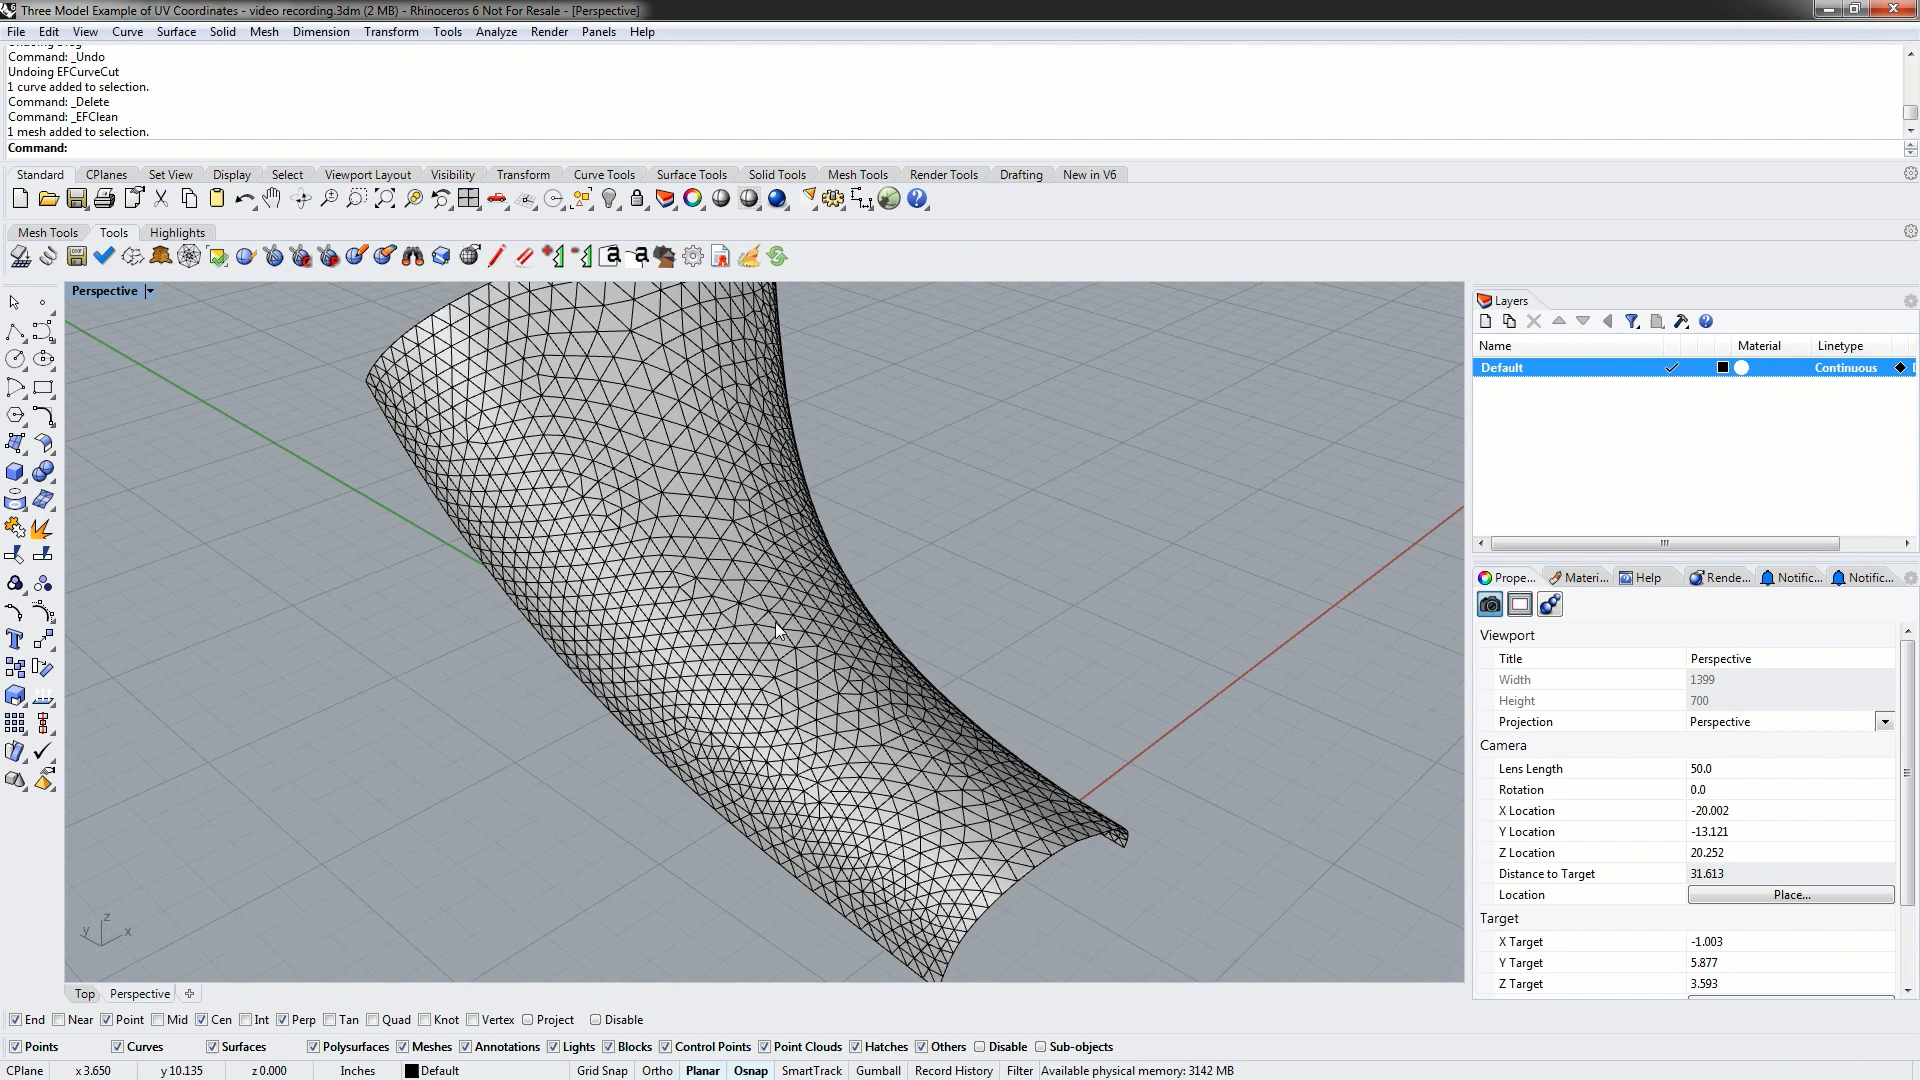 Three Model Example of UV Coordinates - video recording.3dm (2 MB) - Rhinoceros 6 Not For Resale - [Perspective]
File Edit View Curve Surface Solid Mesh Dimension Transform Tools Analyze Render Panels Help
Command: _Undo
Undoing EFCurveCut
1 curve added to selection.
Command: _Delete
Command: _EFClean
1 mesh added to selection.
Command:
Standard CPlanes Set View Display Select Viewport Layout Visibility Transform Curve Tools Surface Tools Solid Tools Mesh Tools Render Tools Drafting New in V6
Mesh Tools Tools Highlights
Perspective
Layers
Name Material Linetype
Default Continuous
Prope... Materi... Help Rende... Notific... Notific...
Viewport
Title Perspective
Width 1399
Height 700
Projection Perspective
Camera
Lens Length 50.0
Rotation 0.0
X Location -20.002
Y Location -13.121
Z Location 20.252
Distance to Target 31.613
Location Place...
Target
X Target -1.003
Y Target 5.877
Z Target 3.593
z
y x
Top Perspective
End Near Point Mid Cen Int Perp Tan Quad Knot Vertex Project Disable
Points Curves Surfaces Polysurfaces Meshes Annotations Lights Blocks Control Points Point Clouds Hatches Others Disable Sub-objects
CPlane x 3.650 y 10.135 z 0.000 Inches Default Grid Snap Ortho Planar Osnap SmartTrack Gumball Record History Filter Available physical memory: 3142 MB